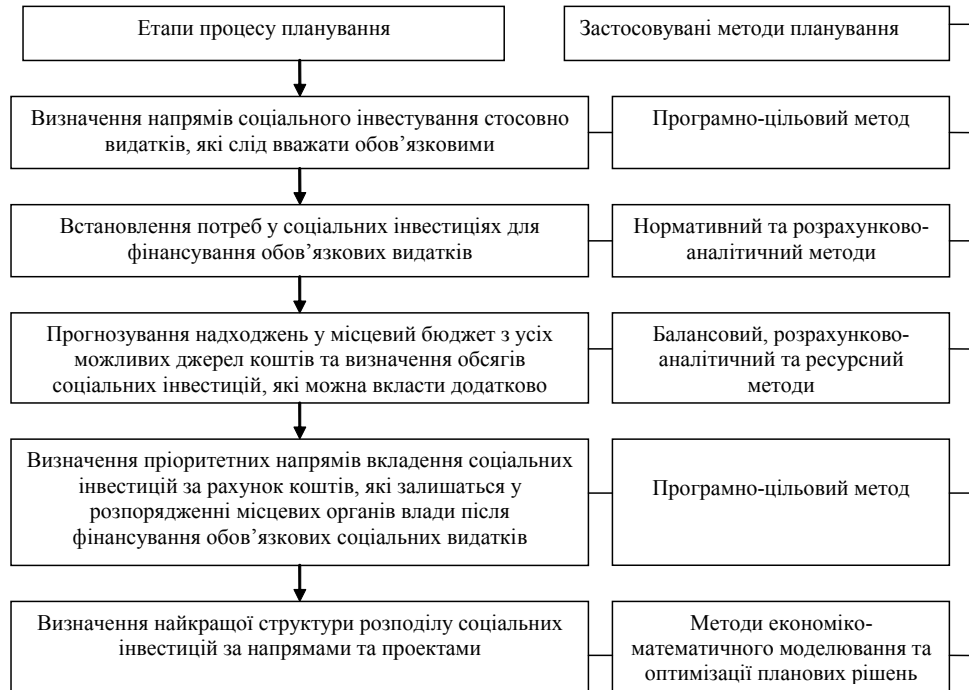 Етапи процесу планування
Застосовувані методи планування
Визначення напрямів соціального інвестування стосовно
видатків, які слід вважати обов’язковими
Програмно-цільовий метод
Встановлення потреб у соціальних інвестиціях для
фінансування обов’язкових видатків
Нормативний та розрахунково-
аналітичний методи
Прогнозування надходжень у місцевий бюджет з усіх
можливих джерел коштів та визначення обсягів
соціальних інвестицій, які можна вкласти додатково
Балансовий, розрахунково-
аналітичний та ресурсний
методи
Визначення пріоритетних напрямів вкладення соціальних
інвестицій за рахунок коштів, які залишаться у
розпорядженні місцевих органів влади після
фінансування обов’язкових соціальних видатків
Програмно-цільовий метод
Визначення найкращої структури розподілу соціальних
інвестицій за напрямами та проектами
Методи економіко-
математичного моделювання та
оптимізації планових рішень